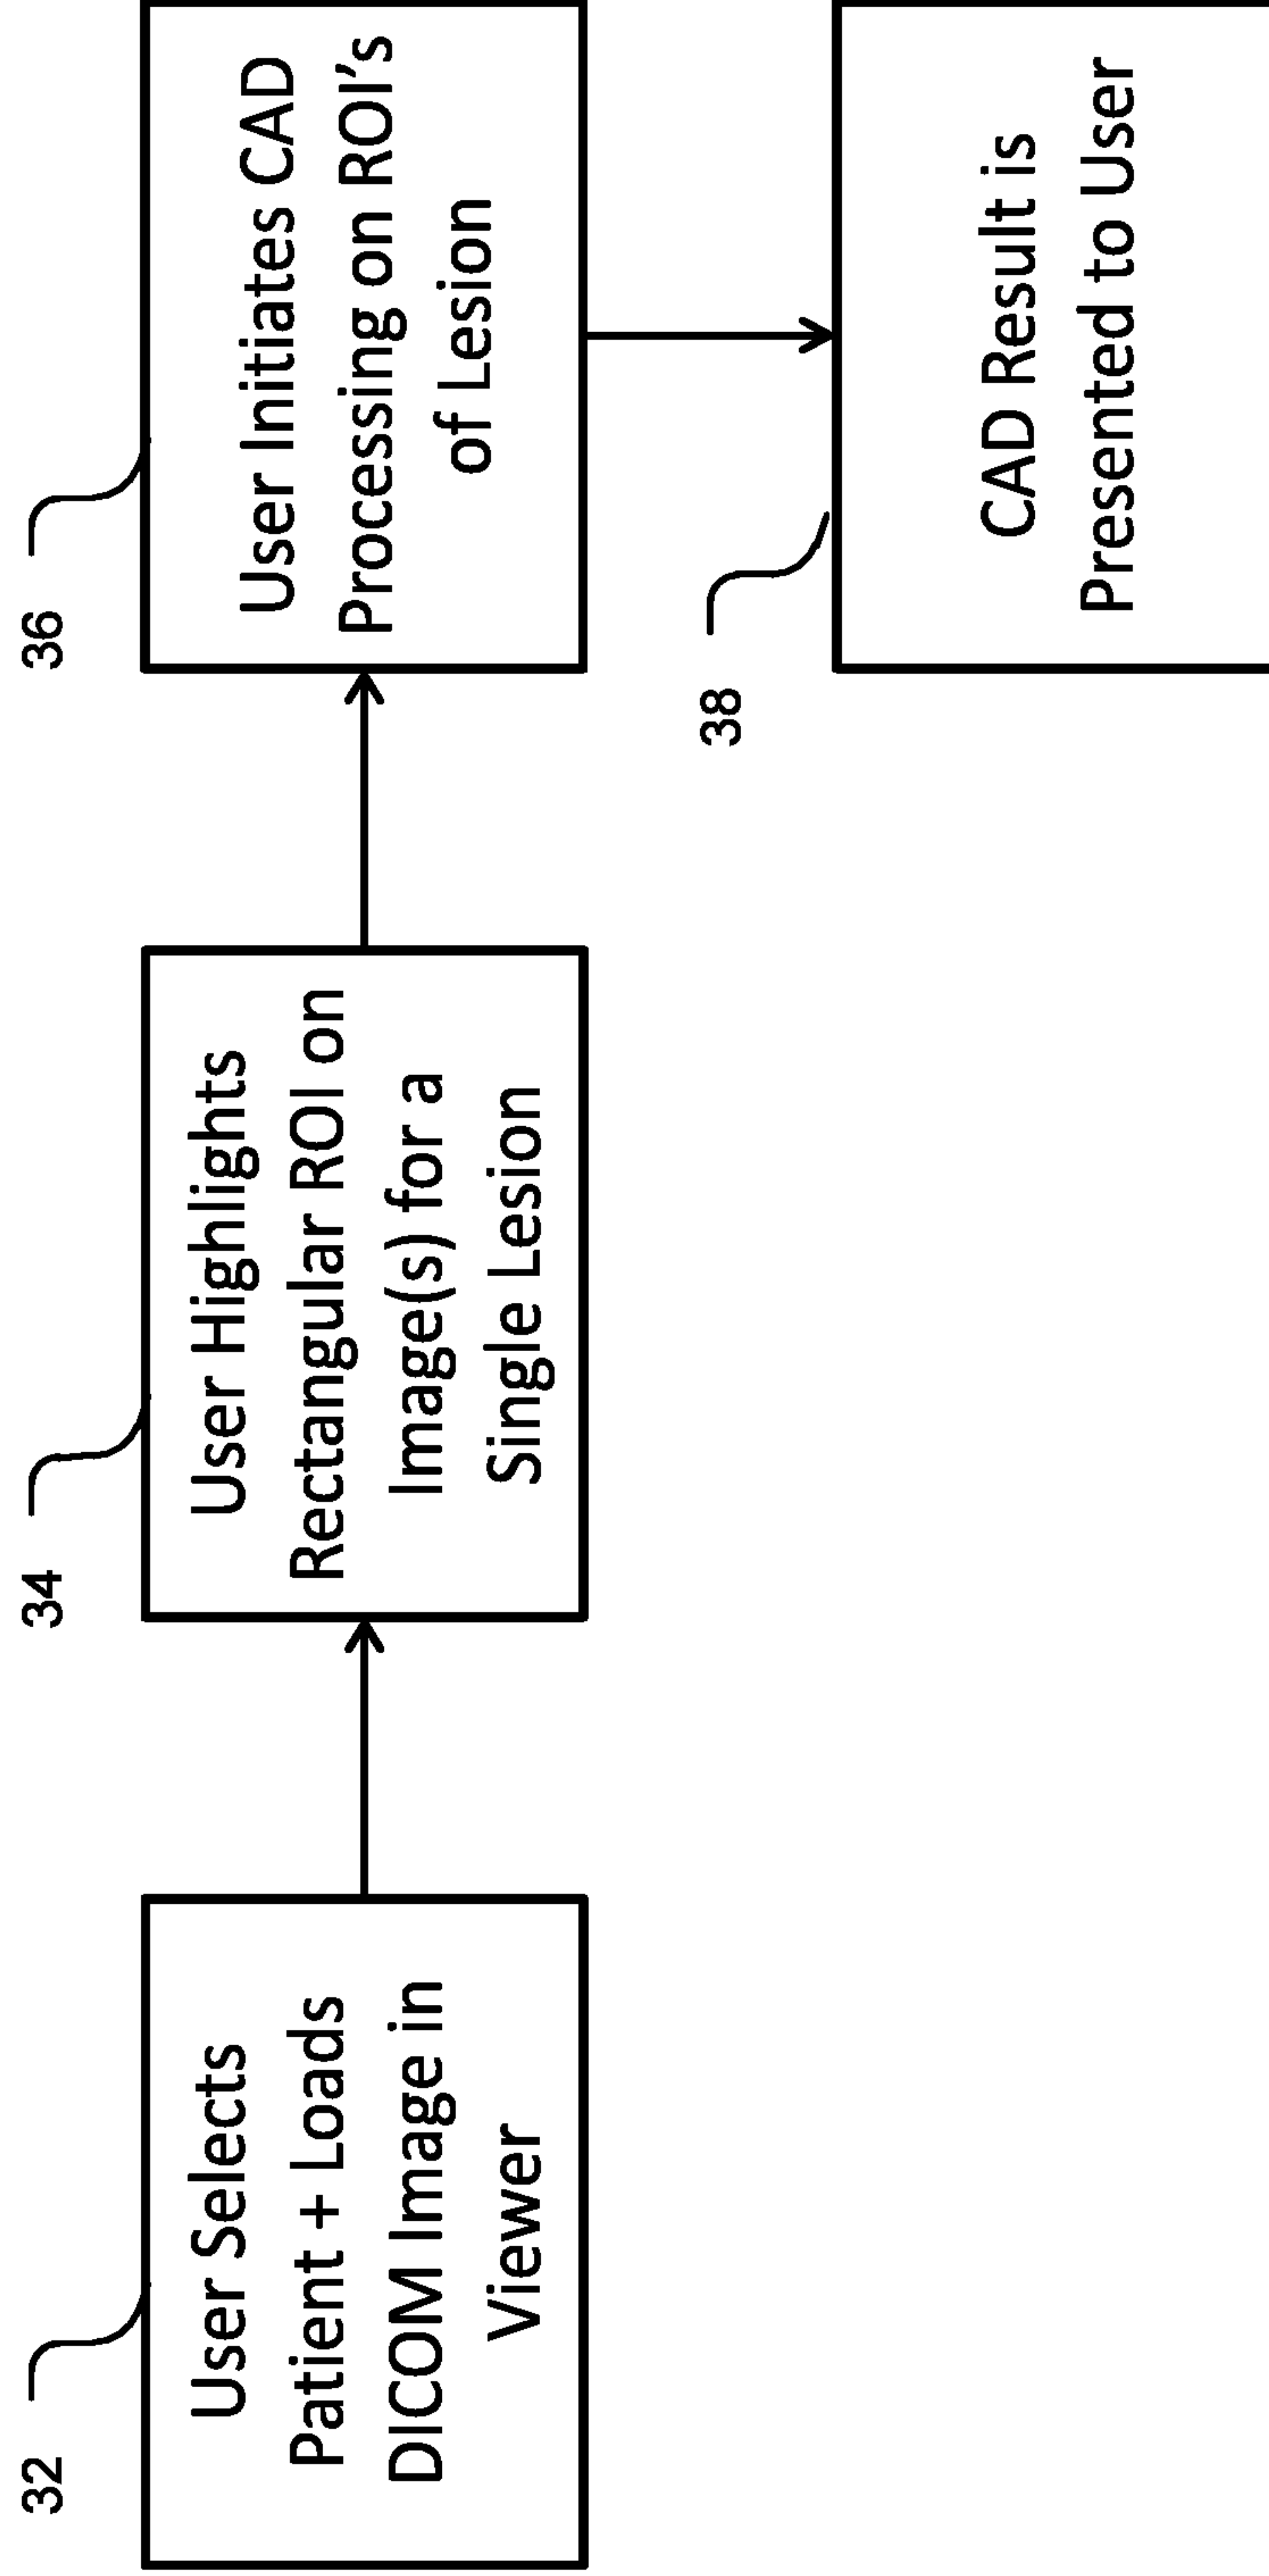 32
User Selects
Patient + Loads
DICOM Image in
Viewer
34
User Highlights
Rectangular ROI on
Image(s) for a
Single Lesion
36
User Initiates CAD
Processing on ROI's
of Lesion
38
CAD Result is
Presented to User